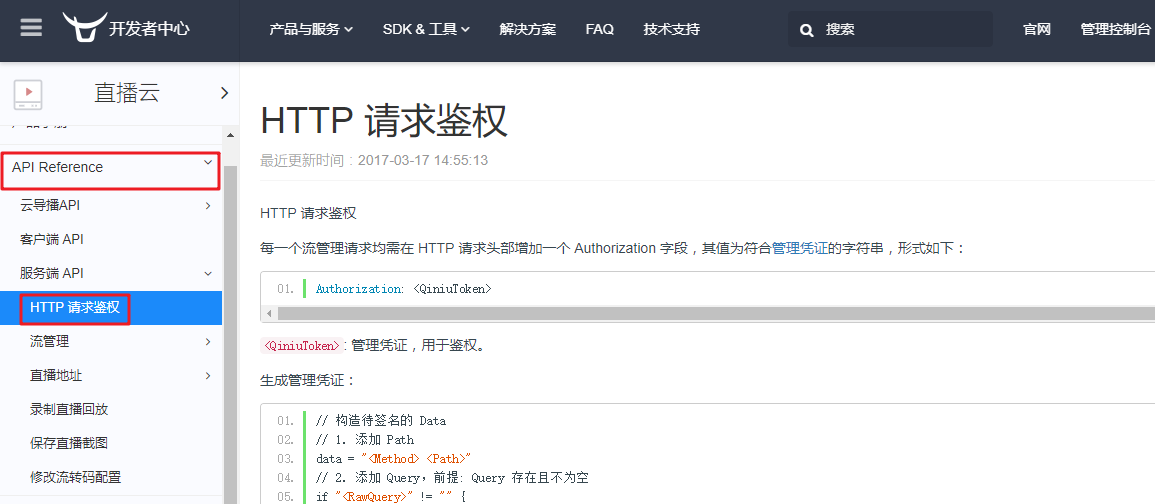 开发者中心
产品与服务
SDK & 工具
解决方案
FAQ
技术支持
搜索
官网
管理控制台
直播云
API Reference
云导播API
客户端 API
服务端 API
HTTP 请求鉴权
流管理
直播地址
录制直播回放
保存直播截图
修改流转码配置
HTTP 请求鉴权
最近更新时间：2017-03-17 14:55:13
HTTP 请求鉴权
每一个流管理请求均需在 HTTP 请求头部增加一个 Authorization 字段，其值为符合管理凭证的字符串，形式如下：
01. Authorization: <QiniuToken>
<QiniuToken>: 管理凭证，用于鉴权。
生成管理凭证：
01. // 构造待签名的 Data
02. // 1. 添加 Path
03. data = "<Method> <Path>"
04. // 2. 添加 Query，前提: Query 存在且不为空
05. if "<RawQuery>" != "" {